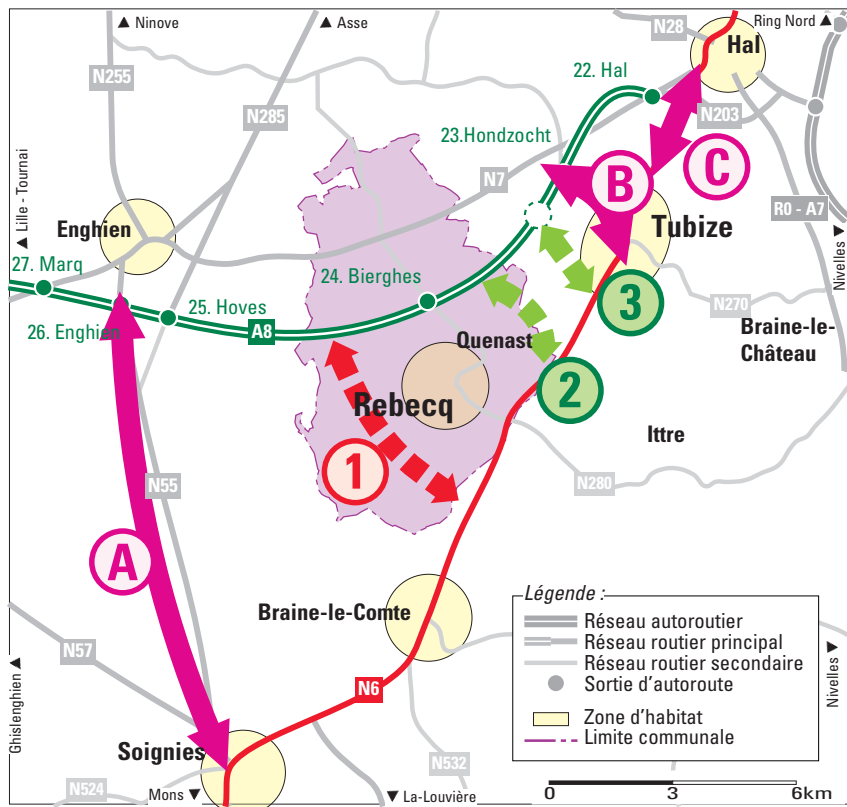 ▲ Ninove
▲ Asse
N28
Ring Nord ▲
Hal
N255
22. Hal
N285
N203
23.Hondzocht
C
B
N7
▲ Lille - Tournai
R0 - A7
Enghien
Tubize
Nivelles ▼
27. Marq
24. Bierghes
3
N270
25. Hoves
26. Enghien
A8
Quenast
Braine-le-
Château
2
Rebecq
Ittre
1
N55
N280
A
Braine-le-Comte
Légende :
Réseau autoroutier
Réseau routier principal
Réseau routier secondaire
Sortie d'autoroute
Zone d'habitat
Limite communale
N57
Ghislenghien ▲
Nivelles ▼
N6
Soignies
N532
N524
Mons ▼
▼ La-Louvière
0 3 6km